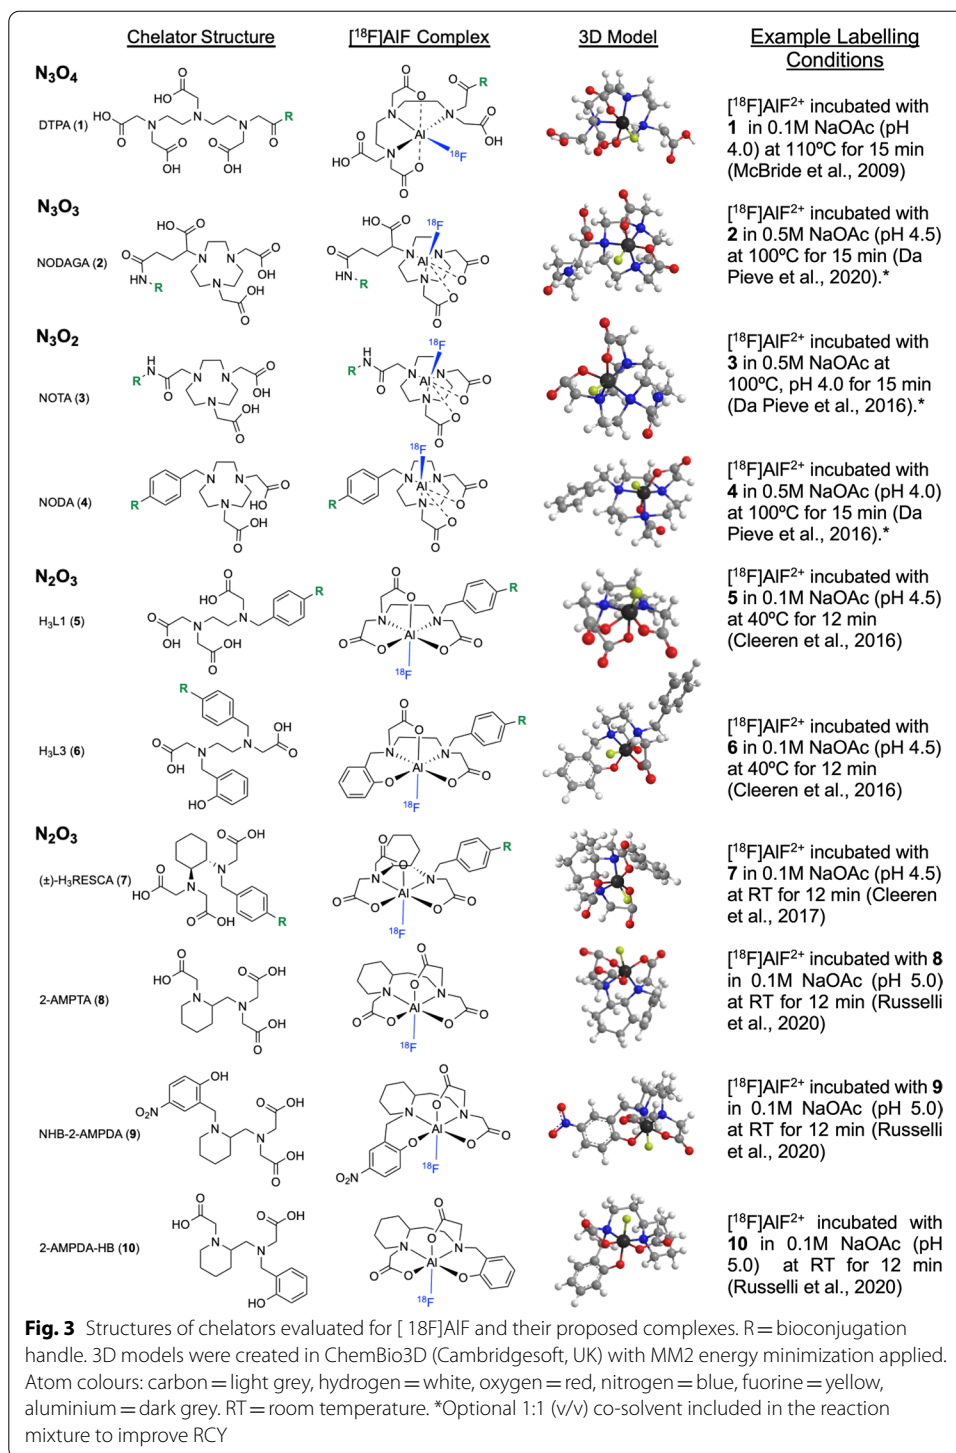 Chelator Structure
[¹⁸F]AlF Complex
3D Model
Example Labelling
Conditions
N₃O₄
DTPA (1)
[¹⁸F]AlF²⁺ incubated with
1 in 0.1M NaOAc (pH
4.0) at 110ºC for 15 min
(McBride et al., 2009)
N₃O₃
NODAGA (2)
[¹⁸F]AlF²⁺ incubated with
2 in 0.5M NaOAc (pH 4.5)
at 100ºC for 15 min (Da
Pieve et al., 2020).*
N₃O₂
NOTA (3)
[¹⁸F]AlF²⁺ incubated with
3 in 0.5M NaOAc at
100ºC, pH 4.0 for 15 min
(Da Pieve et al., 2016).*
NODA (4)
[¹⁸F]AlF²⁺ incubated with
4 in 0.5M NaOAc (pH 4.0)
at 100ºC for 15 min (Da
Pieve et al., 2016).*
N₂O₃
H₃L1 (5)
[¹⁸F]AlF²⁺ incubated with
5 in 0.1M NaOAc (pH 4.5)
at 40ºC for 12 min
(Cleeren et al., 2016)
H₃L3 (6)
[¹⁸F]AlF²⁺ incubated with
6 in 0.1M NaOAc (pH 4.5)
at 40ºC for 12 min
(Cleeren et al., 2016)
N₂O₃
(±)-H₃RESCA (7)
[¹⁸F]AlF²⁺ incubated with
7 in 0.1M NaOAc (pH 4.5)
at RT for 12 min (Cleeren
et al., 2017)
2-AMPTA (8)
[¹⁸F]AlF²⁺ incubated with 8
in 0.1M NaOAc (pH 5.0)
at RT for 12 min (Russelli
et al., 2020)
NHB-2-AMPDA (9)
[¹⁸F]AlF²⁺ incubated with 9
in 0.1M NaOAc (pH 5.0)
at RT for 12 min (Russelli
et al., 2020)
2-AMPDA-HB (10)
[¹⁸F]AlF²⁺ incubated with
10 in 0.1M NaOAc (pH
5.0) at RT for 12 min
(Russelli et al., 2020)
Fig. 3 Structures of chelators evaluated for [ 18F]AlF and their proposed complexes. R = bioconjugation
handle. 3D models were created in ChemBio3D (Cambridgesoft, UK) with MM2 energy minimization applied.
Atom colours: carbon = light grey, hydrogen = white, oxygen = red, nitrogen = blue, fuorine = yellow,
aluminium = dark grey. RT = room temperature. *Optional 1:1 (v/v) co-solvent included in the reaction
mixture to improve RCY